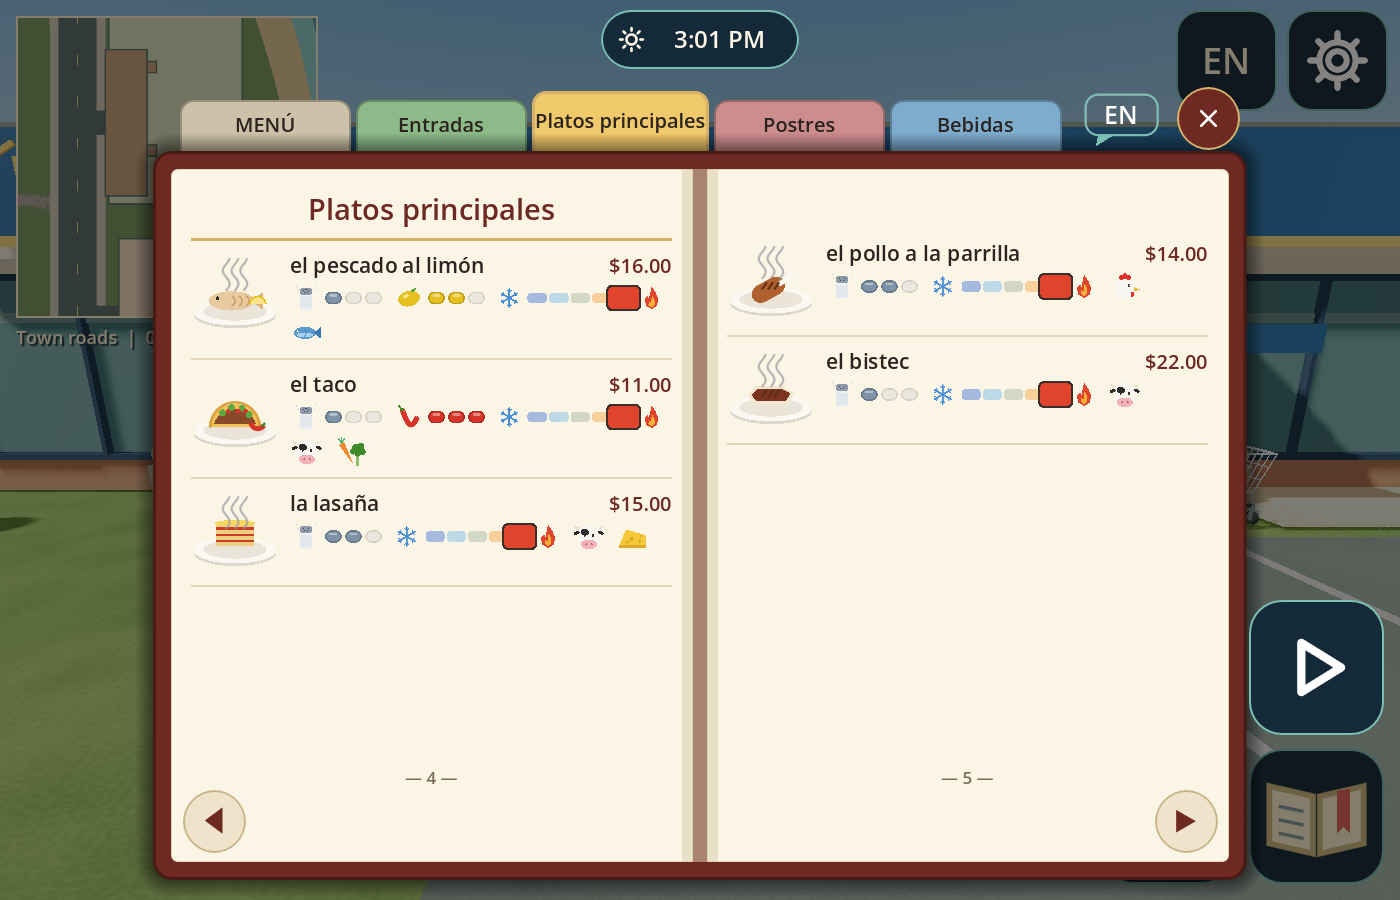 3:01 PM
EN
MENÚ
Entradas
Platos principales
Postres
Bebidas
EN
Platos principales
el pescado al limón $16.00
el taco $11.00
la lasaña $15.00
— 4 —
el pollo a la parrilla $14.00
el bistec $22.00
— 5 —
Town roads | 0